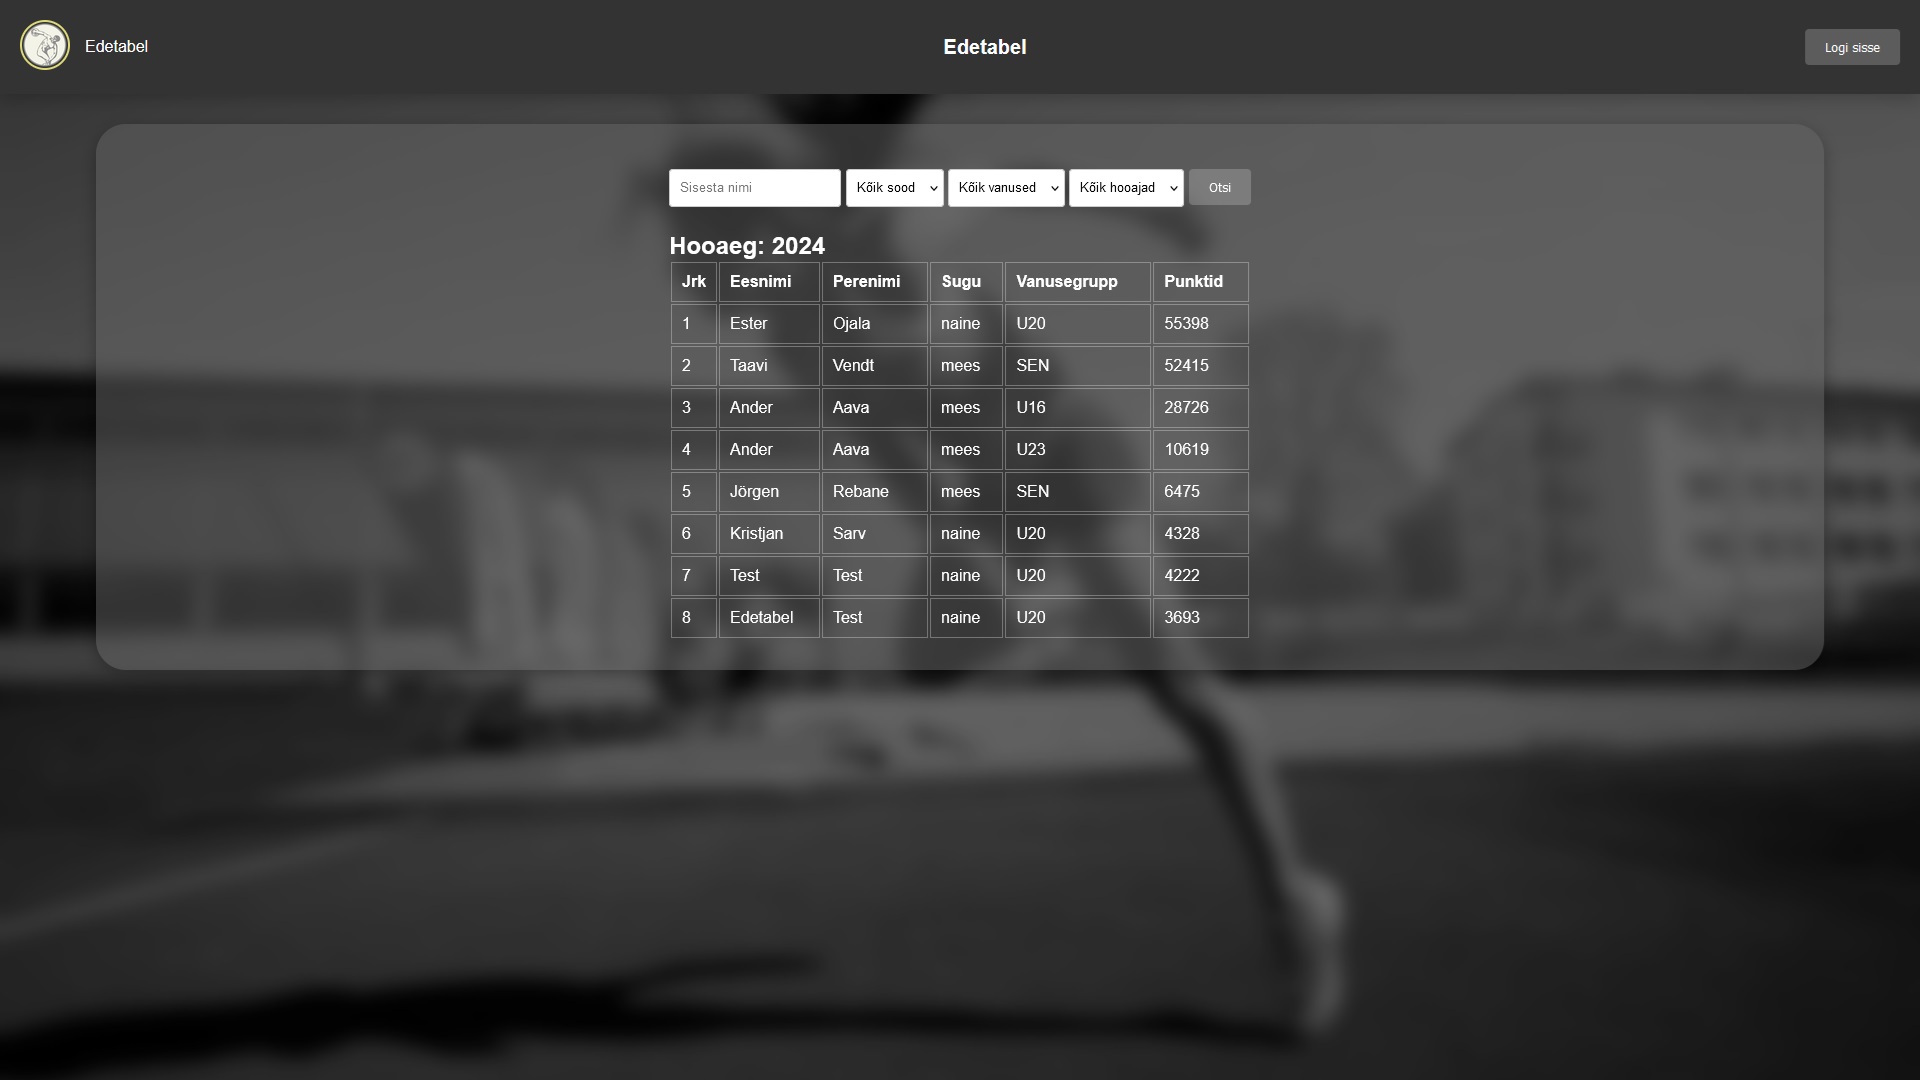 Edetabel
Edetabel
Logi sisse
Sisesta nimi Kõik sood Kõik vanused Kõik hooajad Otsi
Hooaeg: 2024
Jrk Eesnimi Perenimi Sugu Vanusegrupp Punktid
1 Ester Ojala naine U20 55398
2 Taavi Vendt mees SEN 52415
3 Ander Aava mees U16 28726
4 Ander Aava mees U23 10619
5 Jörgen Rebane mees SEN 6475
6 Kristjan Sarv naine U20 4328
7 Test Test naine U20 4222
8 Edetabel Test naine U20 3693